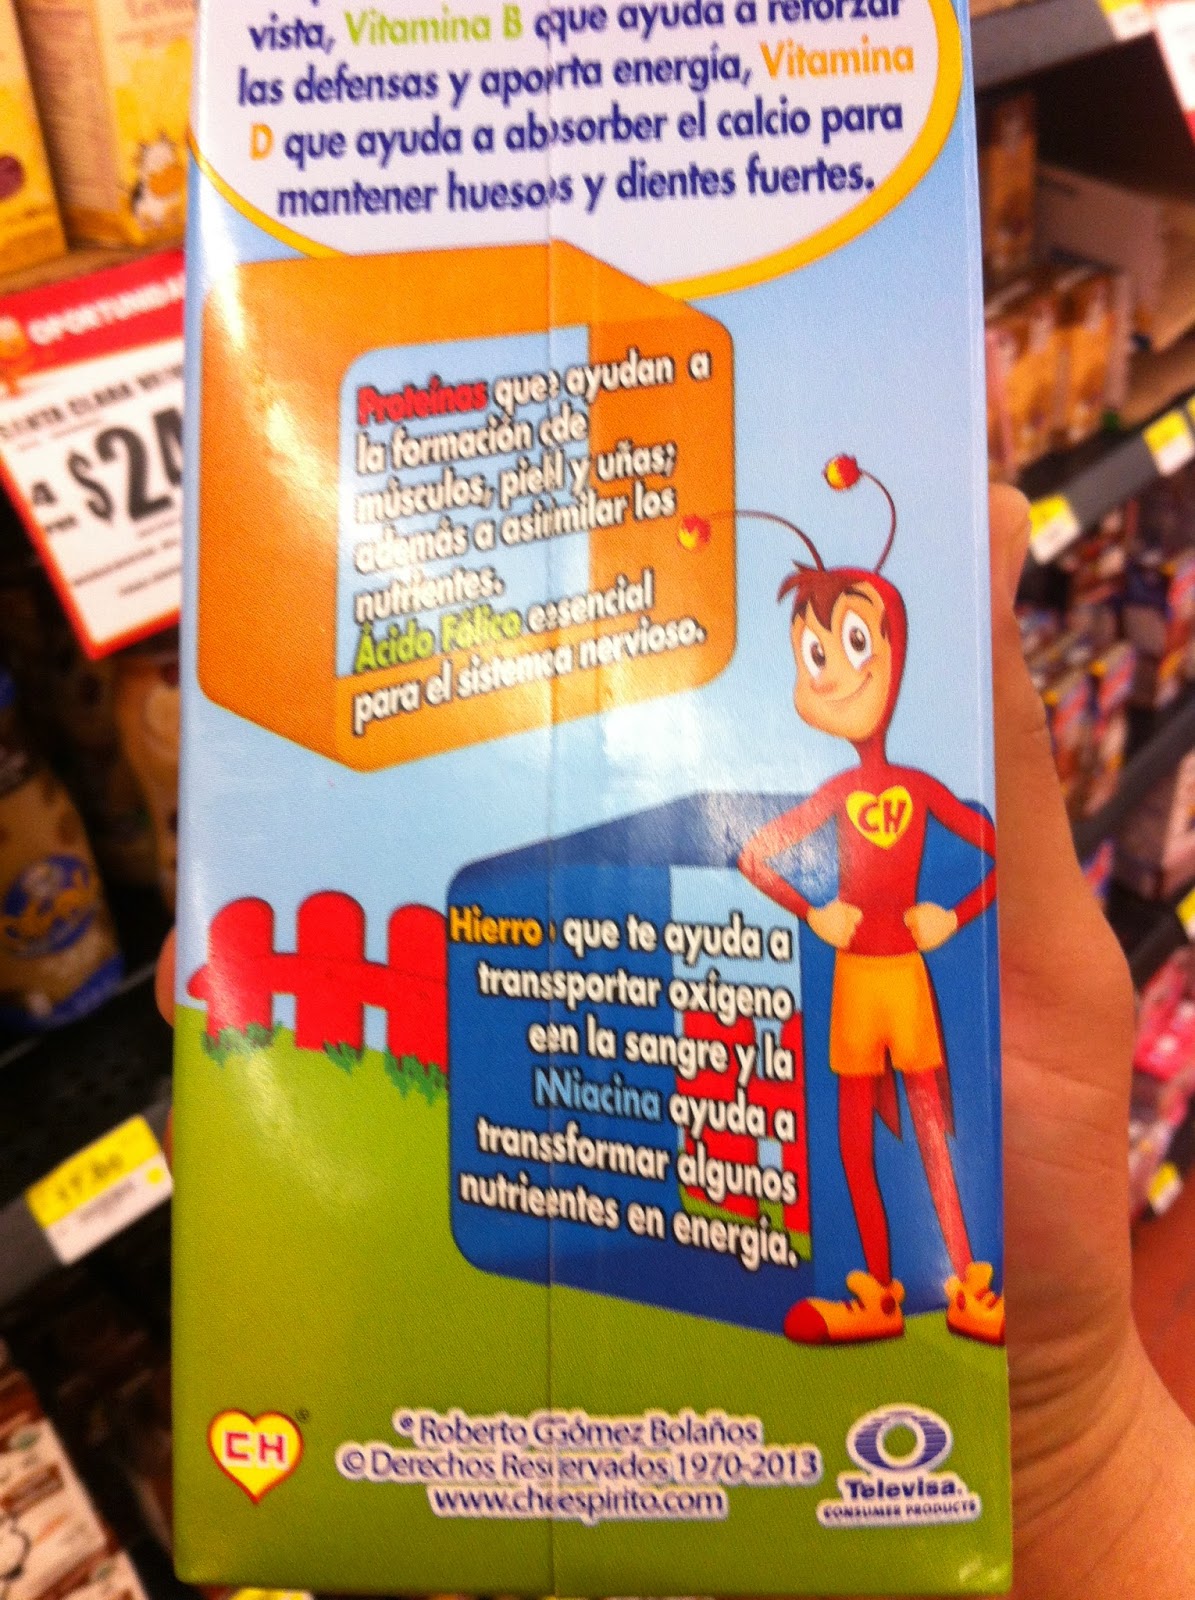 vista, Vitamina B que ayuda a reforzar
las defensas y aporta energía, Vitamina
D que ayuda a absorber el calcio para
mantener huesos y dientes fuertes.
Proteínas que ayudan a
la formación de
músculos, piel y uñas;
además a asimilar los
nutrientes.
Ácido Fólico esencial
para el sistema nervioso.
CH
Hierro que te ayuda a
transportar oxígeno
en la sangre y la
Niacina ayuda a
transformar algunos
nutrientes en energía.
CH
® Roberto Gómez Bolaños
© Derechos Reservados 1970-2013
www.chespirito.com
Televisa
CONSUMER PRODUCTS
SANTA CLARA
$24